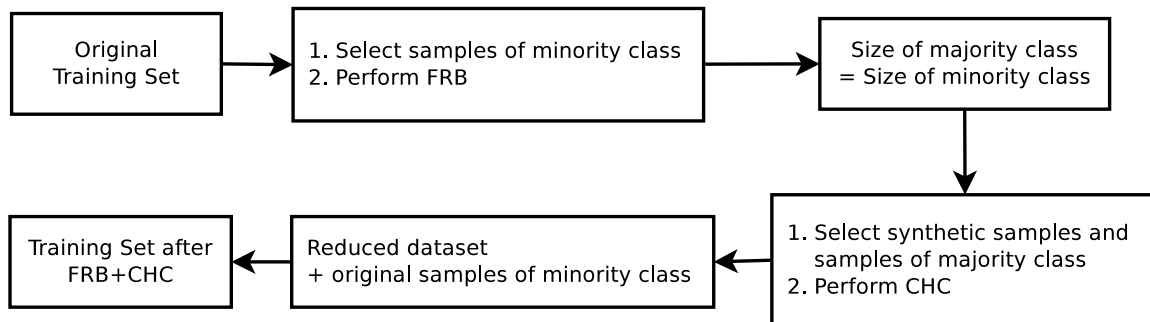 Original
Training Set
1. Select samples of minority class
2. Perform FRB
Size of majority class
= Size of minority class
1. Select synthetic samples and
samples of majority class
2. Perform CHC
Reduced dataset
+ original samples of minority class
Training Set after
FRB+CHC